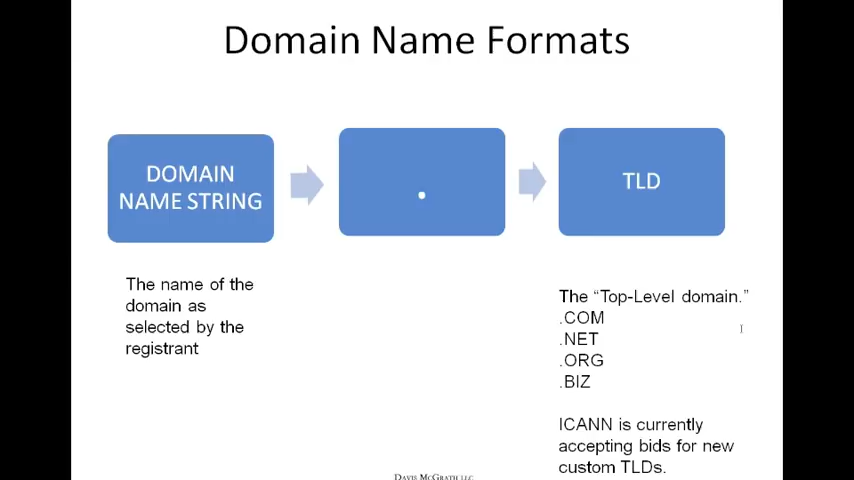 Domain Name Formats
DOMAIN
NAME STRING
.
TLD
The name of the
domain as
selected by the
registrant
The “Top-Level domain.”
.COM
.NET
.ORG
.BIZ
ICANN is currently
accepting bids for new
custom TLDs.
DAVIS MCGRATH LLC